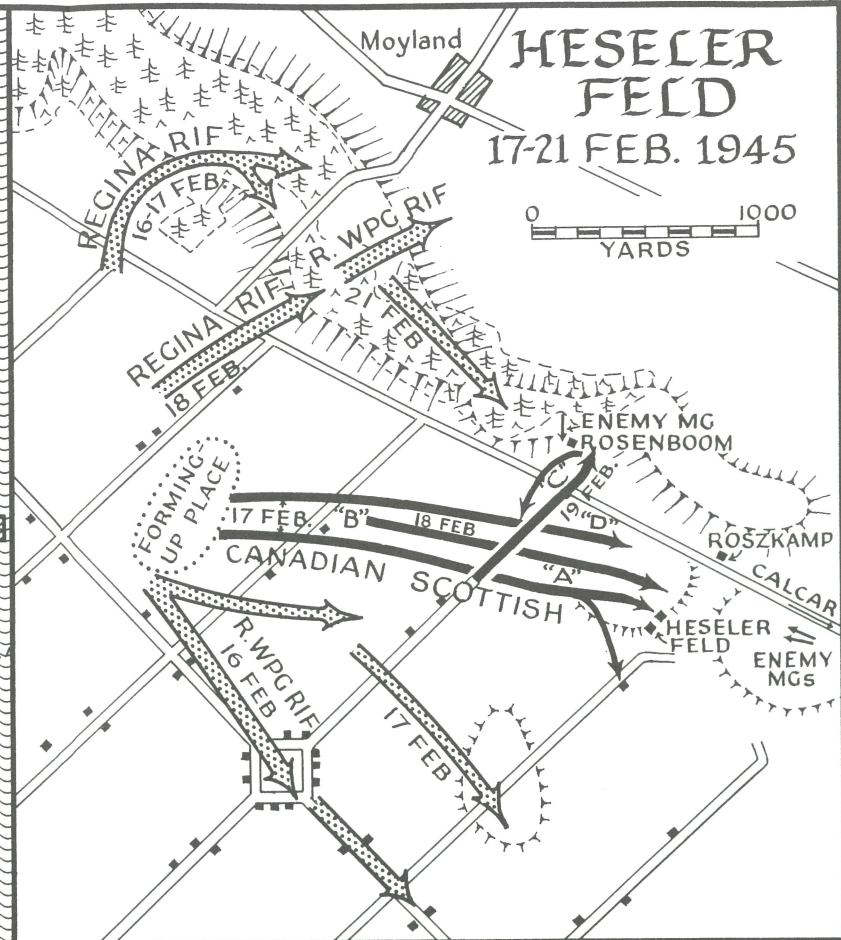 Moyland
HESELER
FELD
17-21 FEB. 1945
0 1000
YARDS
REGINA RIF
16-17 FEB.
R WPG RIF
21 FEB
REGINA RIF
18 FEB.
ENEMY MG
ROSENBOOM
"C"
19 FEB.
FORMING-
UP PLACE
17 FEB. "B" 18 FEB "D"
CANADIAN SCOTTISH
"A"
ROSZKAMP
CALCAR
HESELER
FELD
ENEMY
MGs
R WPG RIF
16 FEB
17 FEB